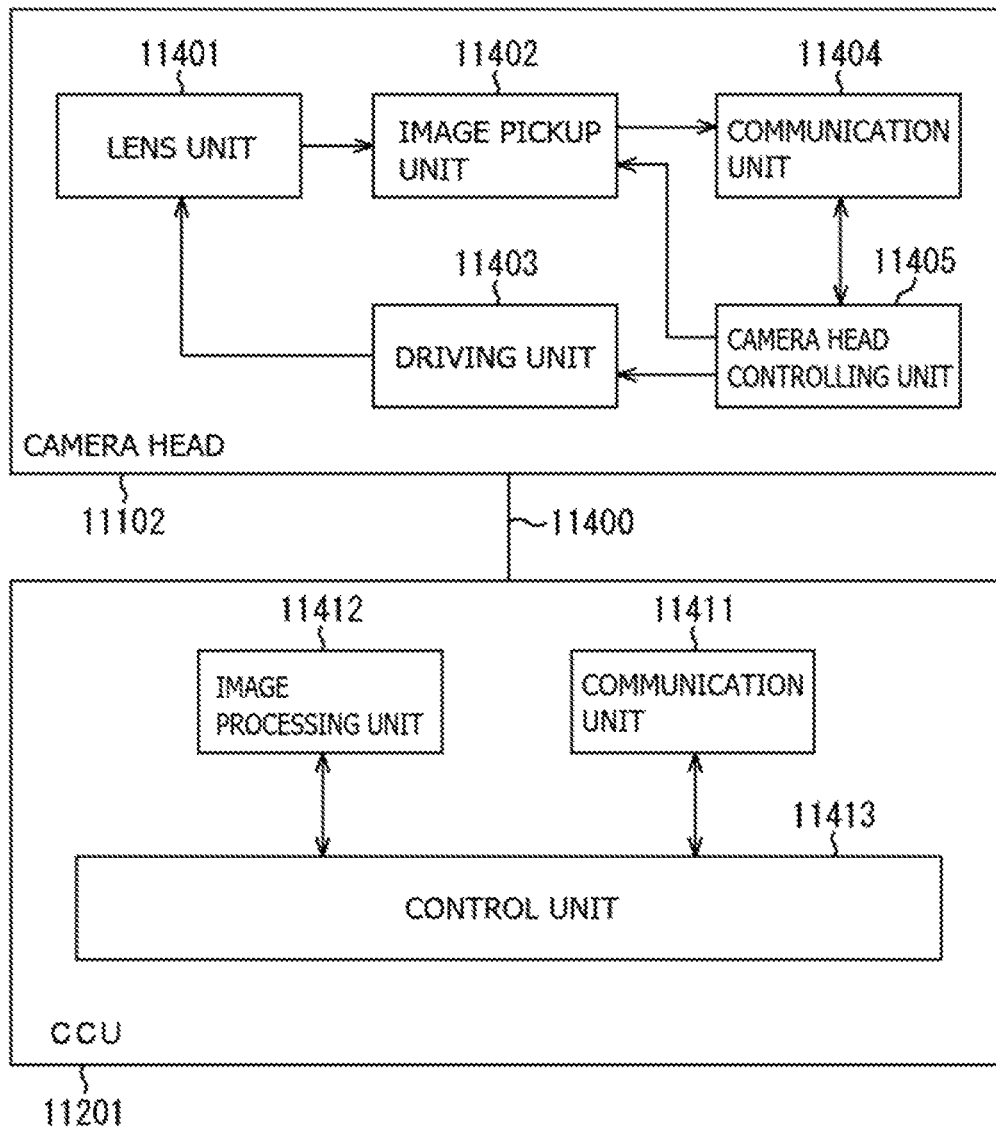 11401
11402
11404
LENS UNIT
IMAGE PICKUP
UNIT
COMMUNICATION
UNIT
11403
11405
DRIVING UNIT
CAMERA HEAD
CONTROLLING UNIT
CAMERA HEAD
11102
11400
11412
11411
IMAGE
PROCESSING UNIT
COMMUNICATION
UNIT
11413
CONTROL UNIT
CCU
11201